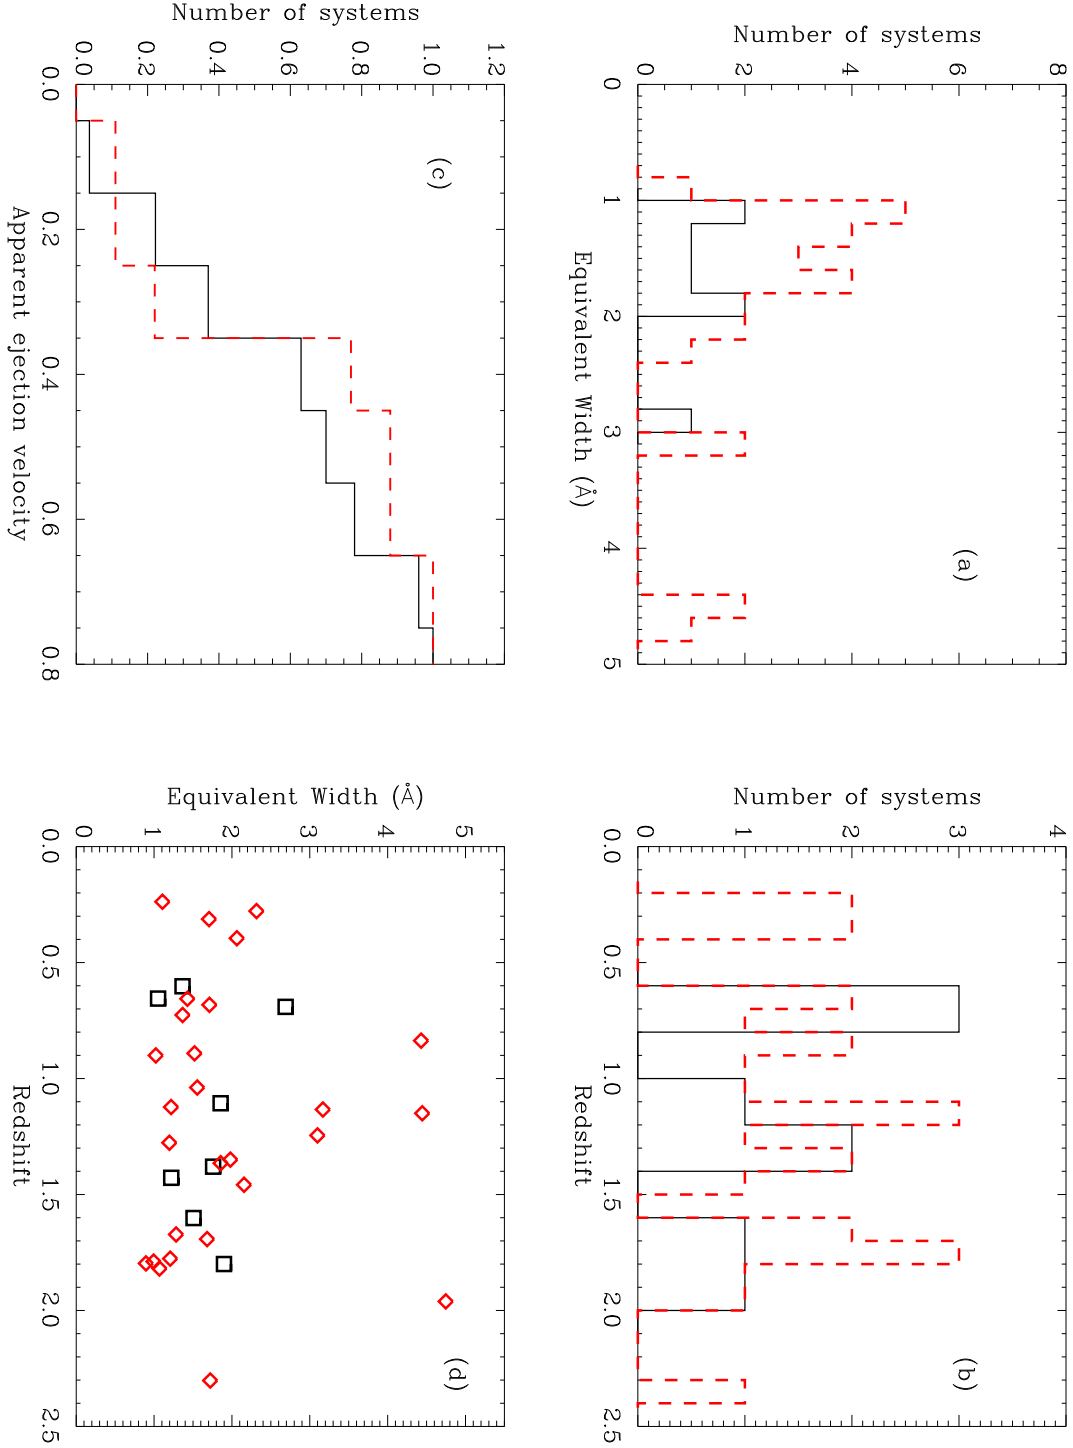 Number of systems
0 2 4 6 8
(a)
0 1 2 3 4 5
Equivalent Width (Å)
Number of systems
0 1 2 3 4
(b)
0.0 0.5 1.0 1.5 2.0 2.5
Redshift
Number of systems
0.0 0.2 0.4 0.6 0.8 1.0 1.2
(c)
0.0 0.2 0.4 0.6 0.8
Apparent ejection velocity
Equivalent Width (Å)
0 1 2 3 4 5
(d)
0.0 0.5 1.0 1.5 2.0 2.5
Redshift